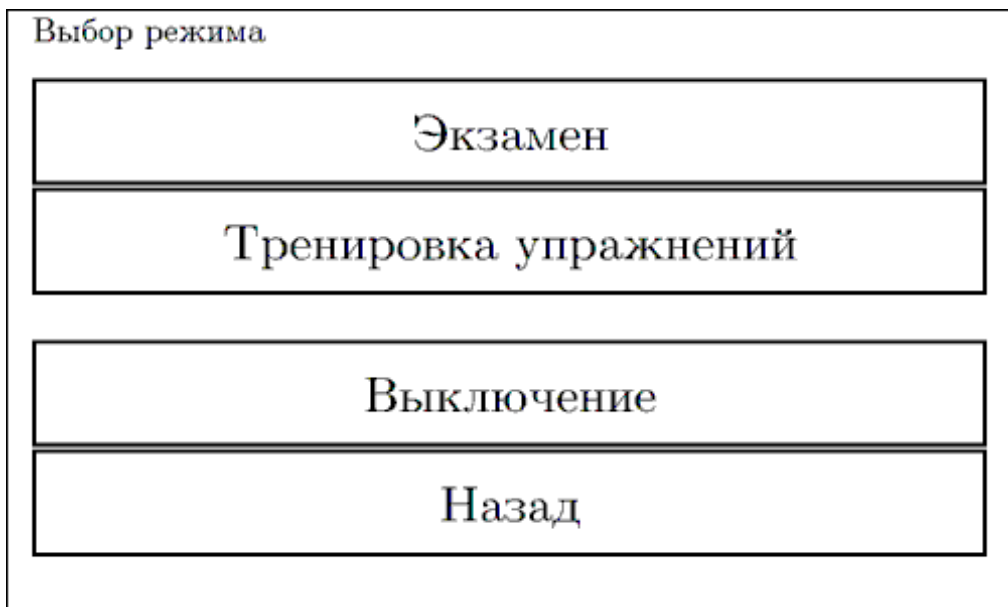 Выбор режима
Экзамен
Тренировка упражнений
Выключение
Назад